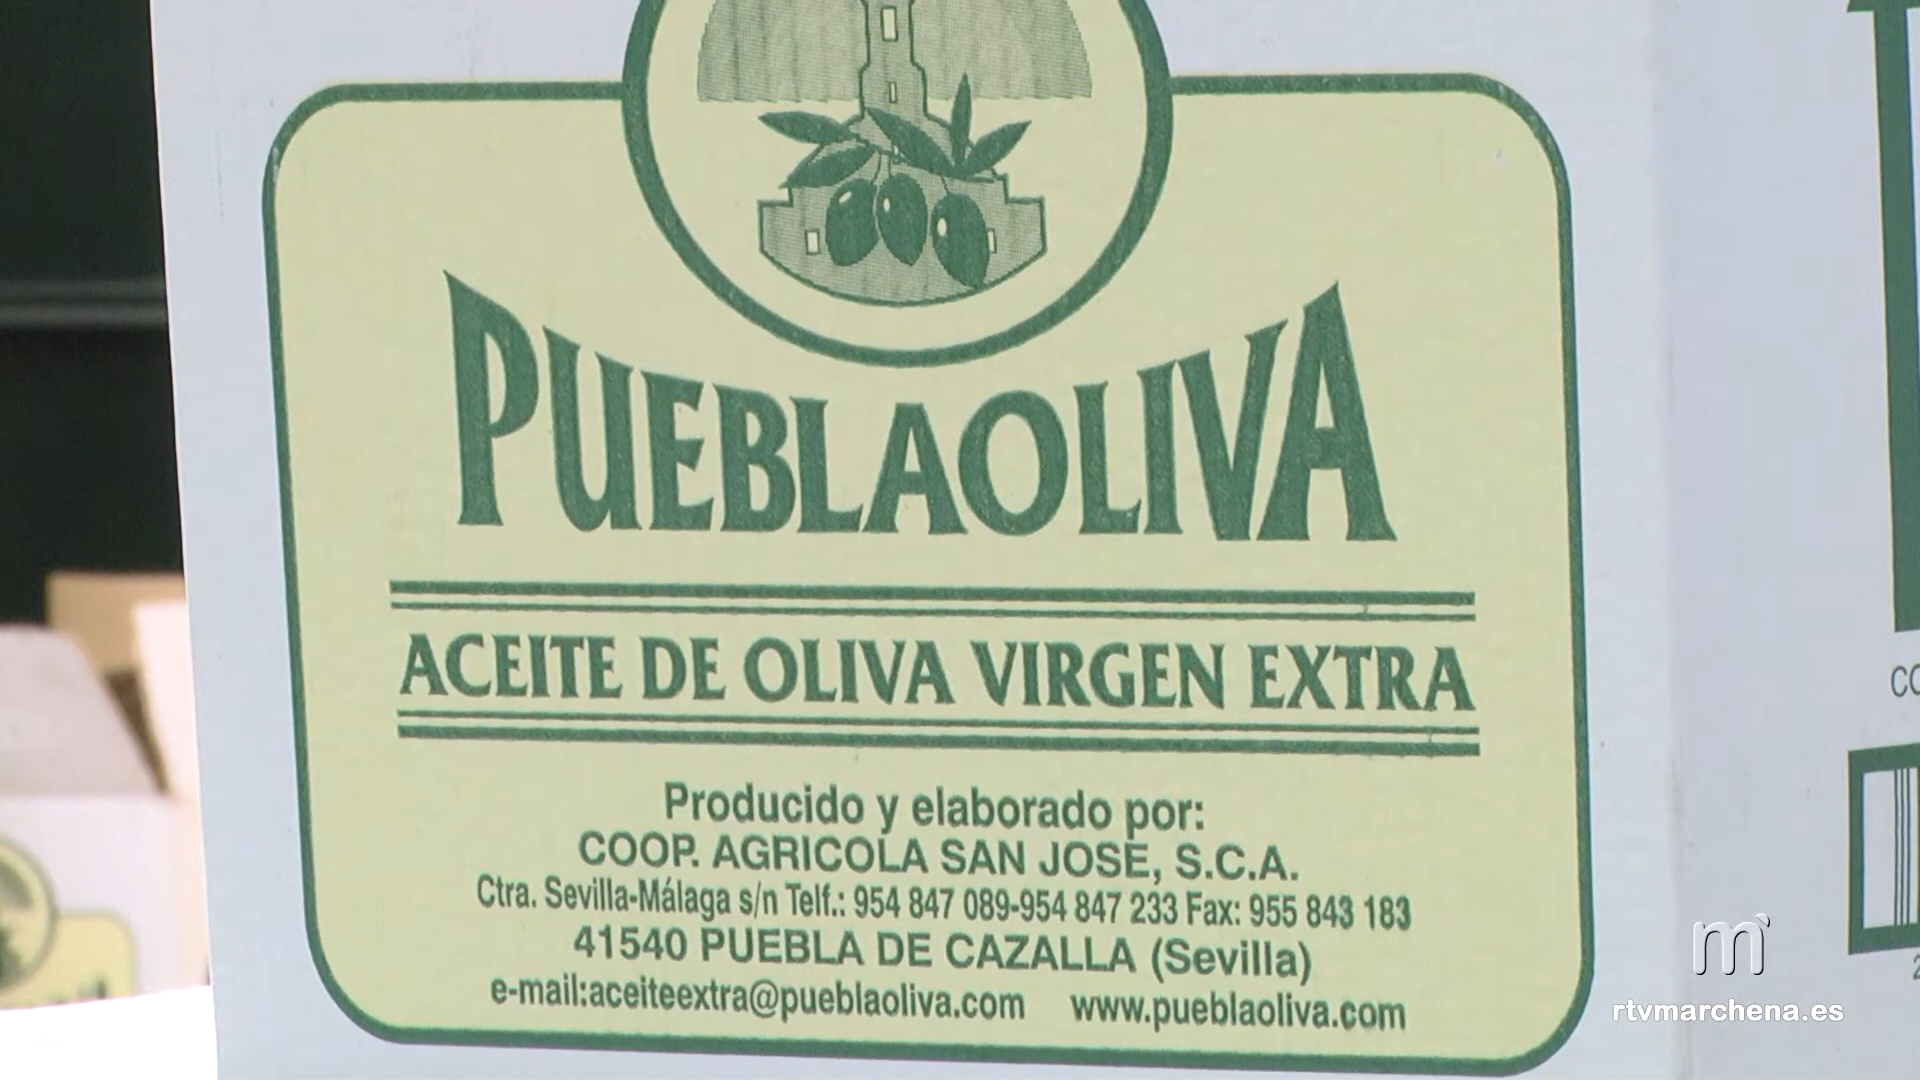 PUEBLAOLIVA
ACEITE DE OLIVA VIRGEN EXTRA
Producido y elaborado por:
COOP. AGRICOLA SAN JOSE, S.C.A.
Ctra. Sevilla-Málaga s/n Telf.: 954 847 089-954 847 233 Fax: 955 843 183
41540 PUEBLA DE CAZALLA (Sevilla)
e-mail:aceiteextra@pueblaoliva.com www.pueblaoliva.com
m
rtvmarchena.es